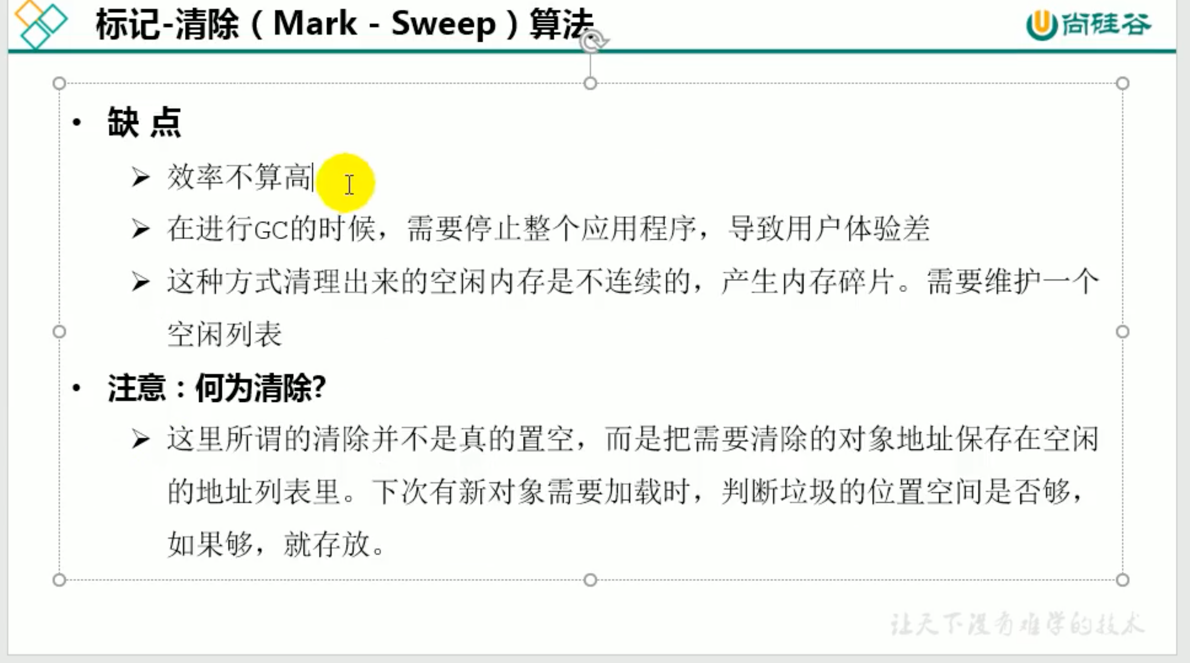 标记-清除（Mark - Sweep）算法
尚硅谷
• 缺 点
➢ 效率不算高
➢ 在进行GC的时候，需要停止整个应用程序，导致用户体验差
➢ 这种方式清理出来的空闲内存是不连续的，产生内存碎片。需要维护一个
空闲列表
• 注意：何为清除?
➢ 这里所谓的清除并不是真的置空，而是把需要清除的对象地址保存在空闲
的地址列表里。下次有新对象需要加载时，判断垃圾的位置空间是否够，
如果够，就存放。
让天下没有难学的技术